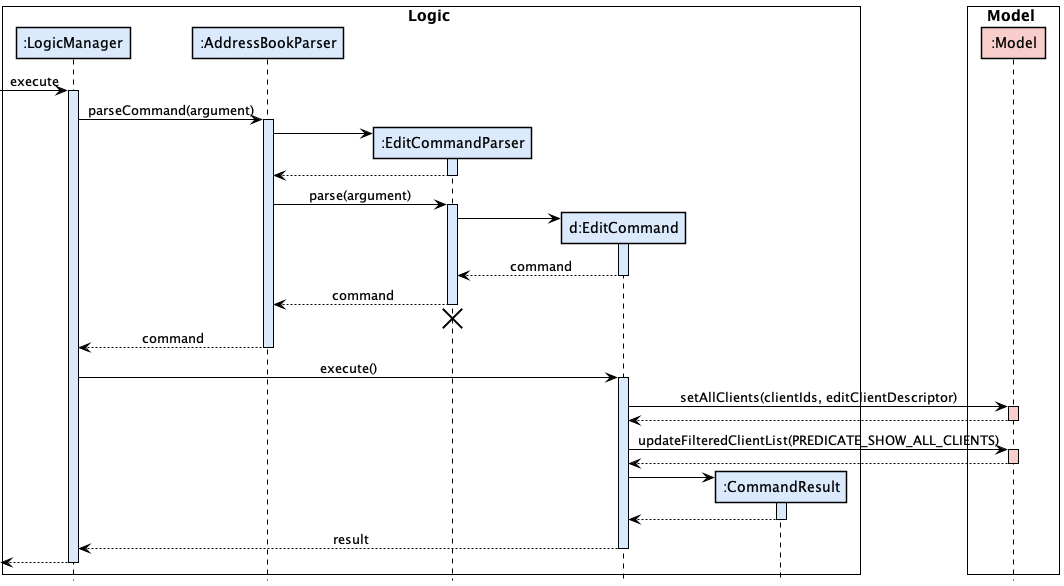 Logic
Model
:LogicManager
:AddressBookParser
:Model
execute
parseCommand(argument)
:EditCommandParser
parse(argument)
d:EditCommand
command
command
command
execute()
setAllClients(clientIds, editClientDescriptor)
updateFilteredClientList(PREDICATE_SHOW_ALL_CLIENTS)
:CommandResult
result